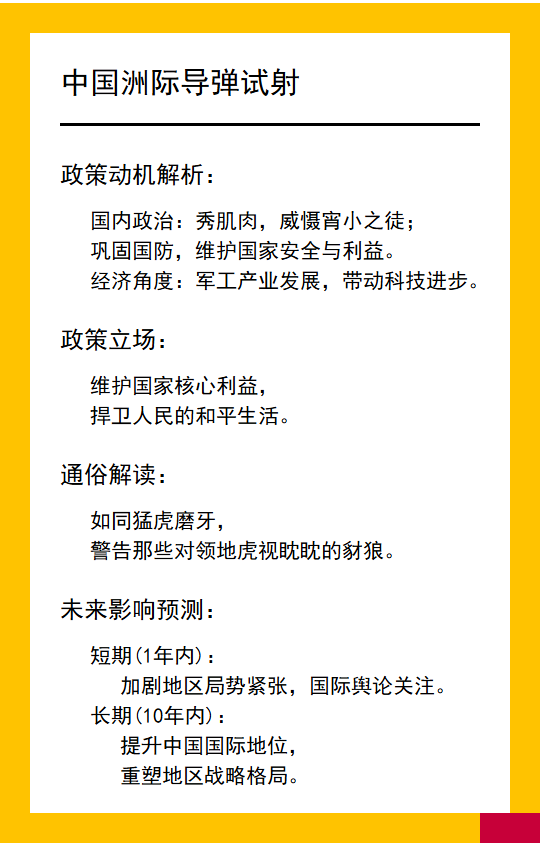 中国洲际导弹试射
政策动机解析：
国内政治：秀肌肉，威慑宵小之徒；
巩固国防，维护国家安全与利益。
经济角度：军工产业发展，带动科技进步。
政策立场：
维护国家核心利益，
捍卫人民的和平生活。
通俗解读：
如同猛虎磨牙，
警告那些对领地虎视眈眈的豺狼。
未来影响预测：
短期(1年内)：
加剧地区局势紧张，国际舆论关注。
长期(10年内)：
提升中国国际地位，
重塑地区战略格局。